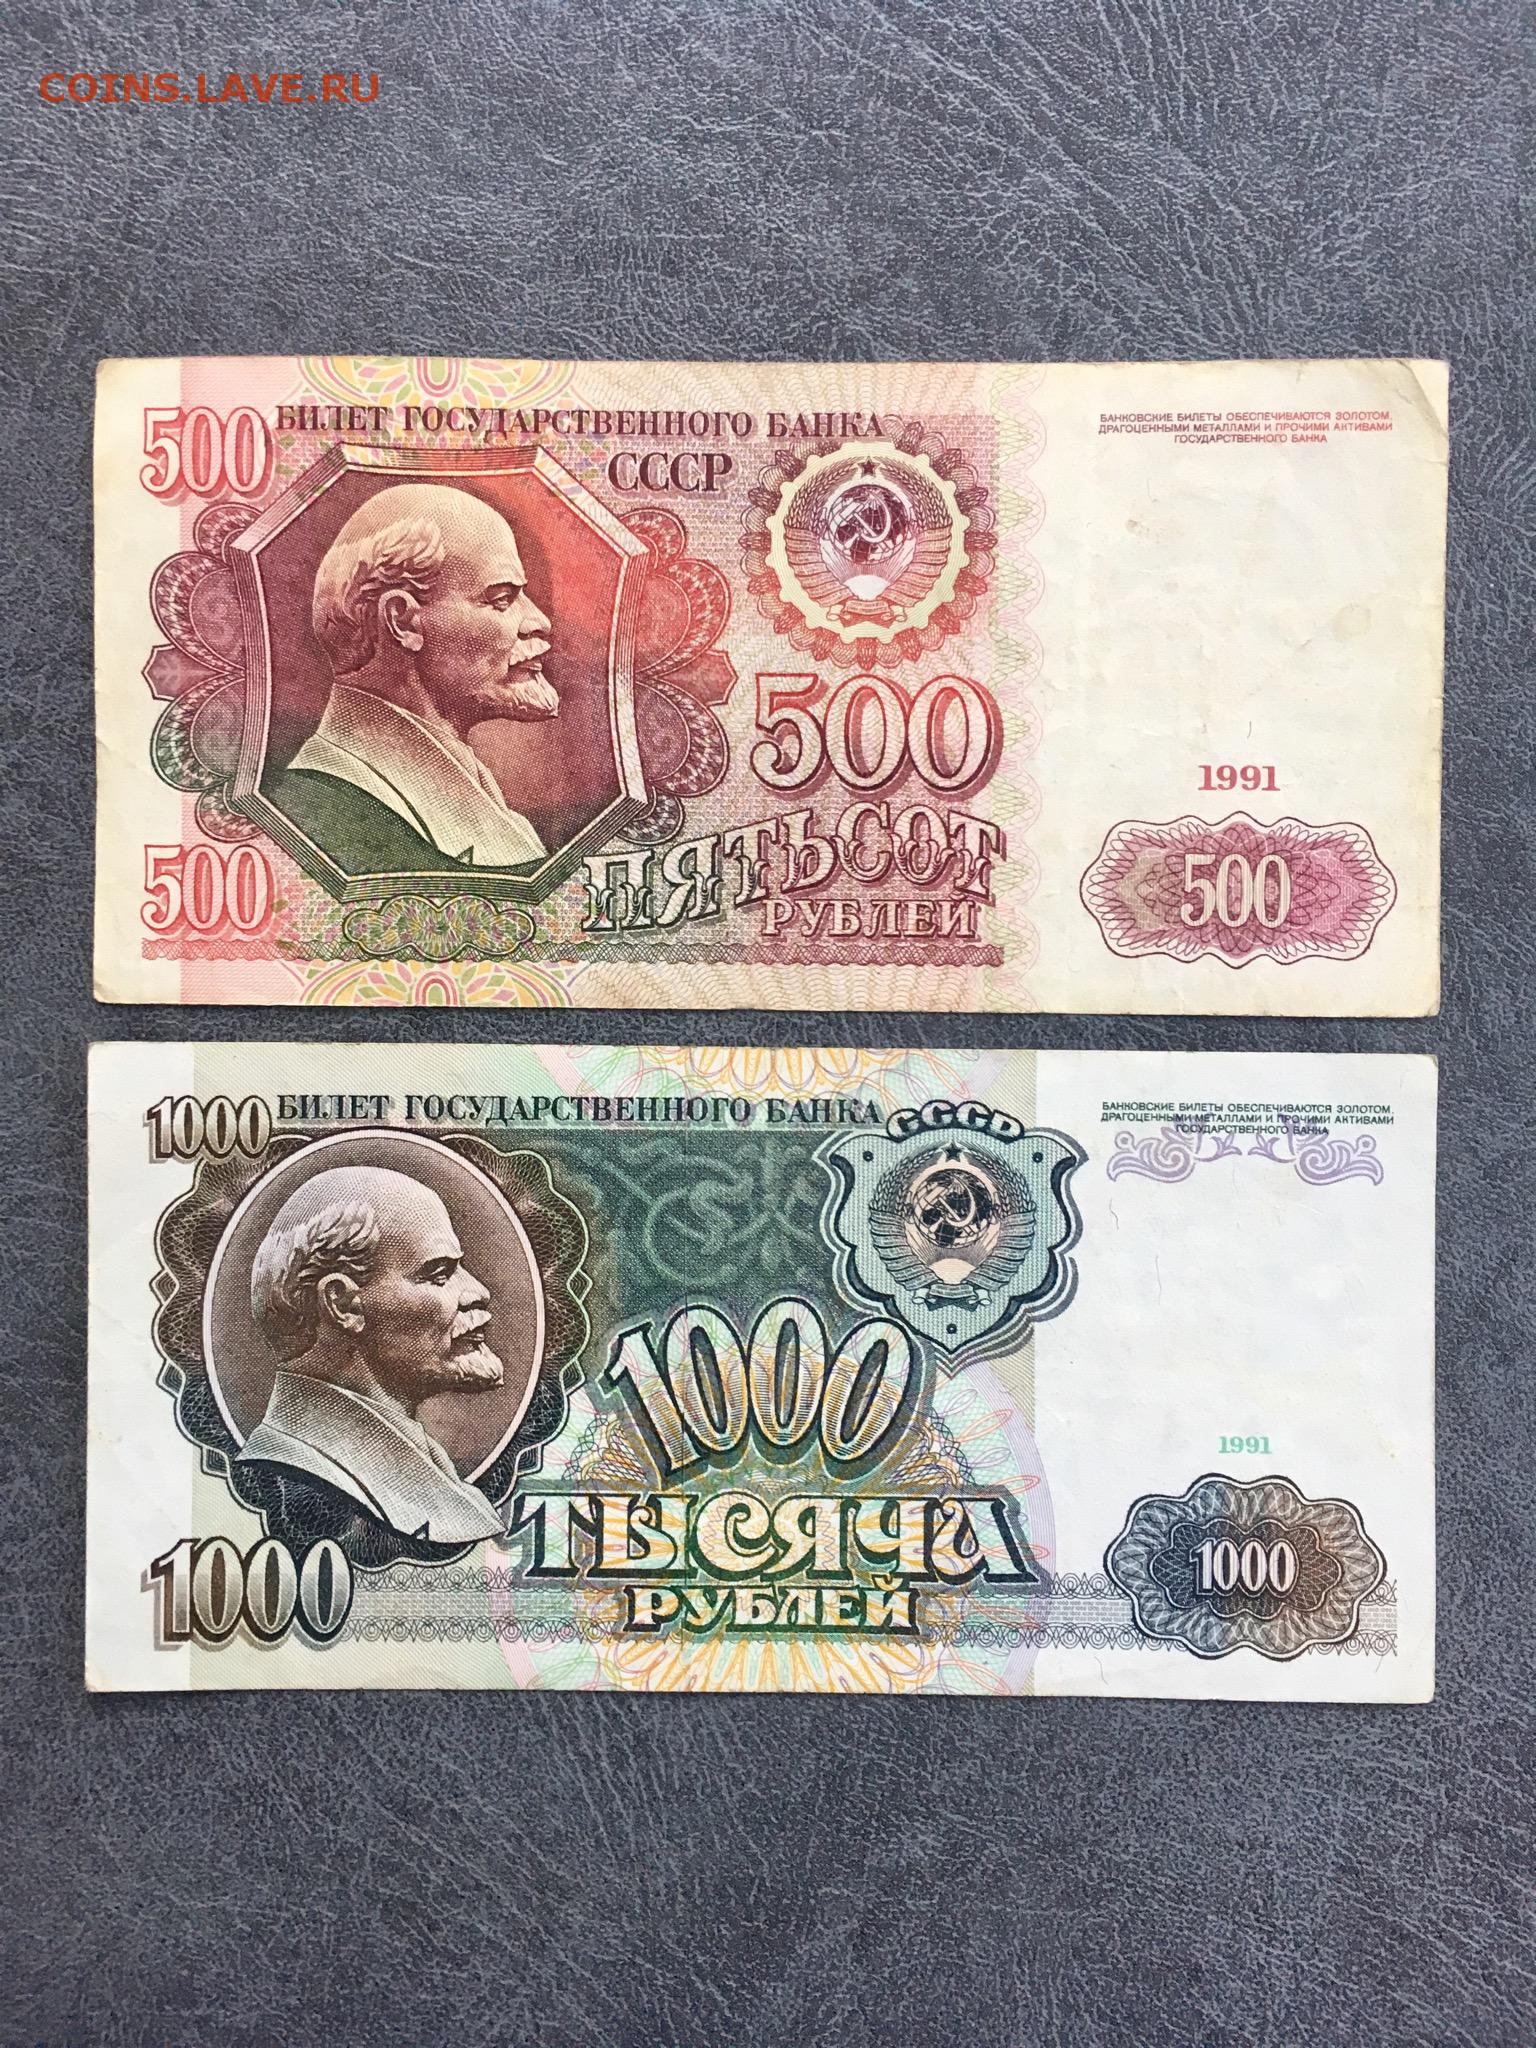 COINS.LAVE.RU
500
БИЛЕТ ГОСУДАРСТВЕННОГО БАНКА
СССР
БАНКОВСКИЕ БИЛЕТЫ ОБЕСПЕЧИВАЮТСЯ ЗОЛОТОМ,
ДРАГОЦЕННЫМИ МЕТАЛЛАМИ И ПРОЧИМИ АКТИВАМИ
ГОСУДАРСТВЕННОГО БАНКА
500
1991
500
ПЯТЬСОТ
РУБЛЕЙ
500
1000
БИЛЕТ ГОСУДАРСТВЕННОГО БАНКА
СССР
БАНКОВСКИЕ БИЛЕТЫ ОБЕСПЕЧИВАЮТСЯ ЗОЛОТОМ,
ДРАГОЦЕННЫМИ МЕТАЛЛАМИ И ПРОЧИМИ АКТИВАМИ
ГОСУДАРСТВЕННОГО БАНКА
1000
1991
ТЫСЯЧА
РУБЛЕЙ
1000
1000